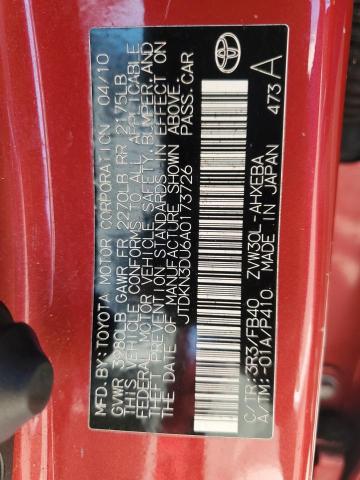 MFD. BY: TOYOTA MOTOR CORPORATION 04/10
GVWR 3980LB GAWR FR 2270LB RR 2175LB
THIS VEHICLE CONFORMS TO ALL APPLICABLE
FEDERAL MOTOR VEHICLE SAFETY, BUMPER, AND
THEFT PREVENTION STANDARDS IN EFFECT ON
THE DATE OF MANUFACTURE SHOWN ABOVE.
JTDKN3DU6A0173726 PASS. CAR
C/TR: 3R3/FB40 ZVW30L-AHXEBA
A/TM: -01A/P410 MADE IN JAPAN 473 A